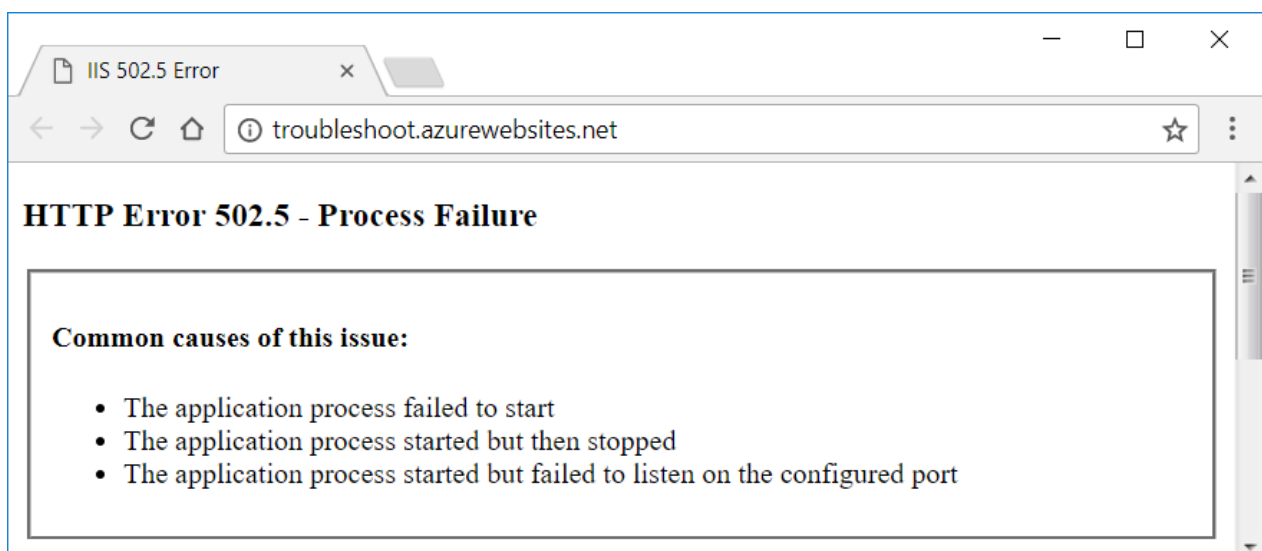 IIS 502.5 Error
troubleshoot.azurewebsites.net
HTTP Error 502.5 - Process Failure
Common causes of this issue:
• The application process failed to start
• The application process started but then stopped
• The application process started but failed to listen on the configured port